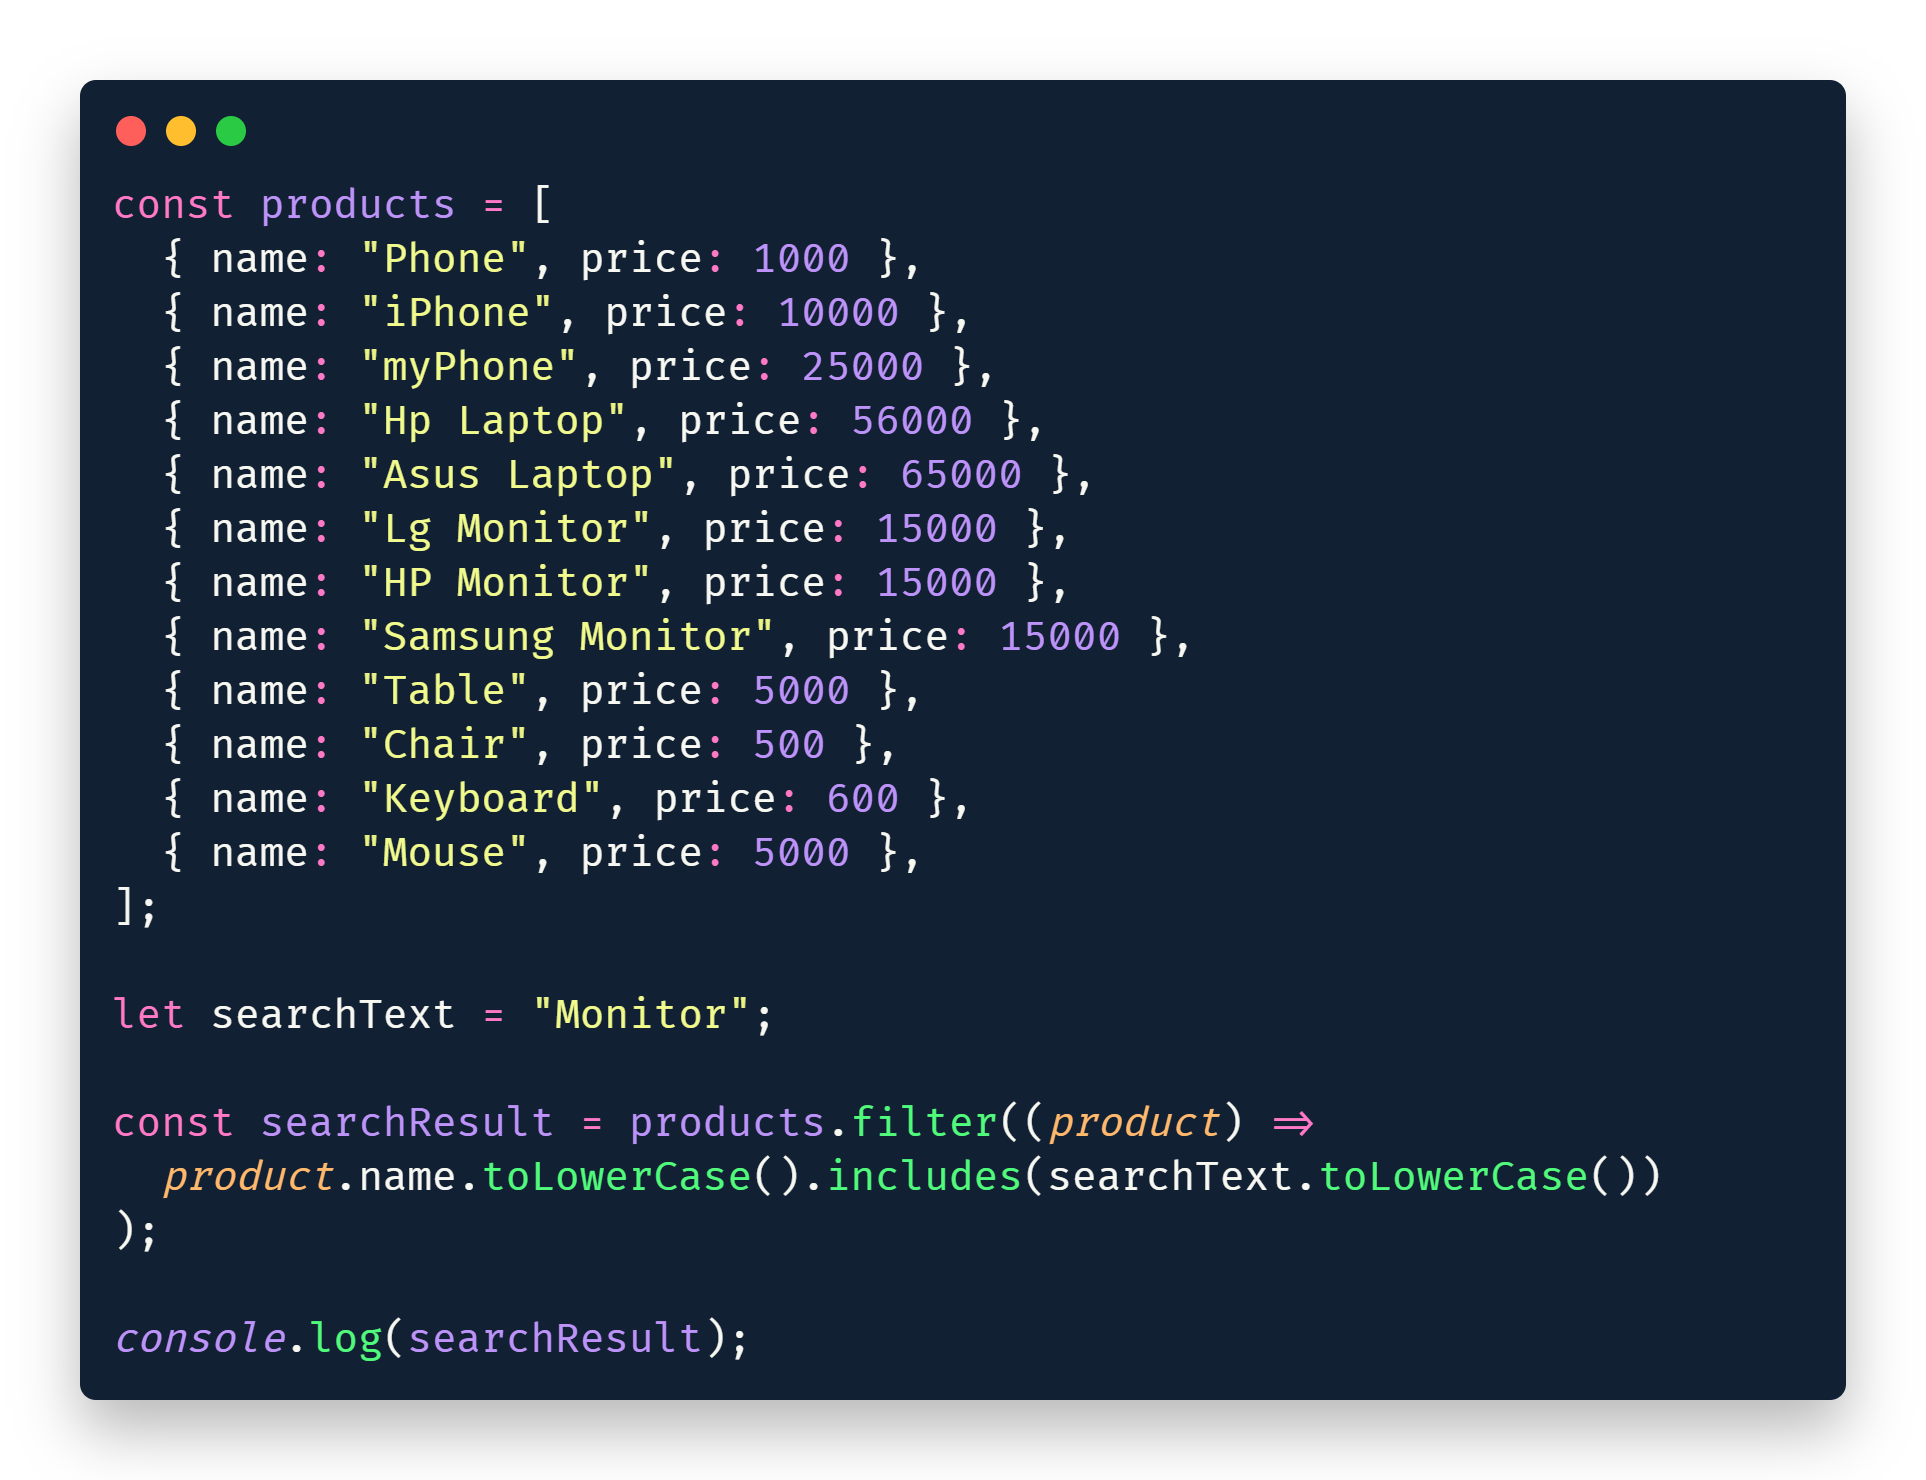 const products = [
  { name: "Phone", price: 1000 },
  { name: "iPhone", price: 10000 },
  { name: "myPhone", price: 25000 },
  { name: "Hp Laptop", price: 56000 },
  { name: "Asus Laptop", price: 65000 },
  { name: "Lg Monitor", price: 15000 },
  { name: "HP Monitor", price: 15000 },
  { name: "Samsung Monitor", price: 15000 },
  { name: "Table", price: 5000 },
  { name: "Chair", price: 500 },
  { name: "Keyboard", price: 600 },
  { name: "Mouse", price: 5000 },
];

let searchText = "Monitor";

const searchResult = products.filter((product) =>
  product.name.toLowerCase().includes(searchText.toLowerCase())
);

console.log(searchResult);